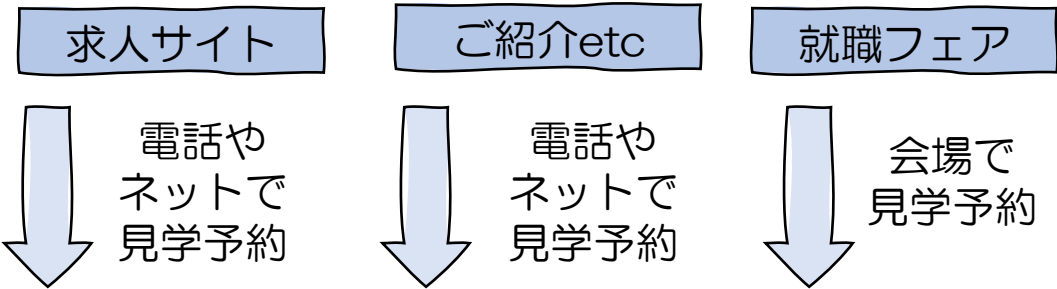 求人サイト
ご紹介etc
就職フェア
電話や
ネットで
見学予約
電話や
ネットで
見学予約
会場で
見学予約